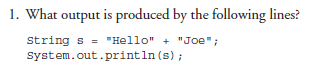 1. What output is produced by the following lines?
String s = "Hello" + "Joe";
System.out.println(s);